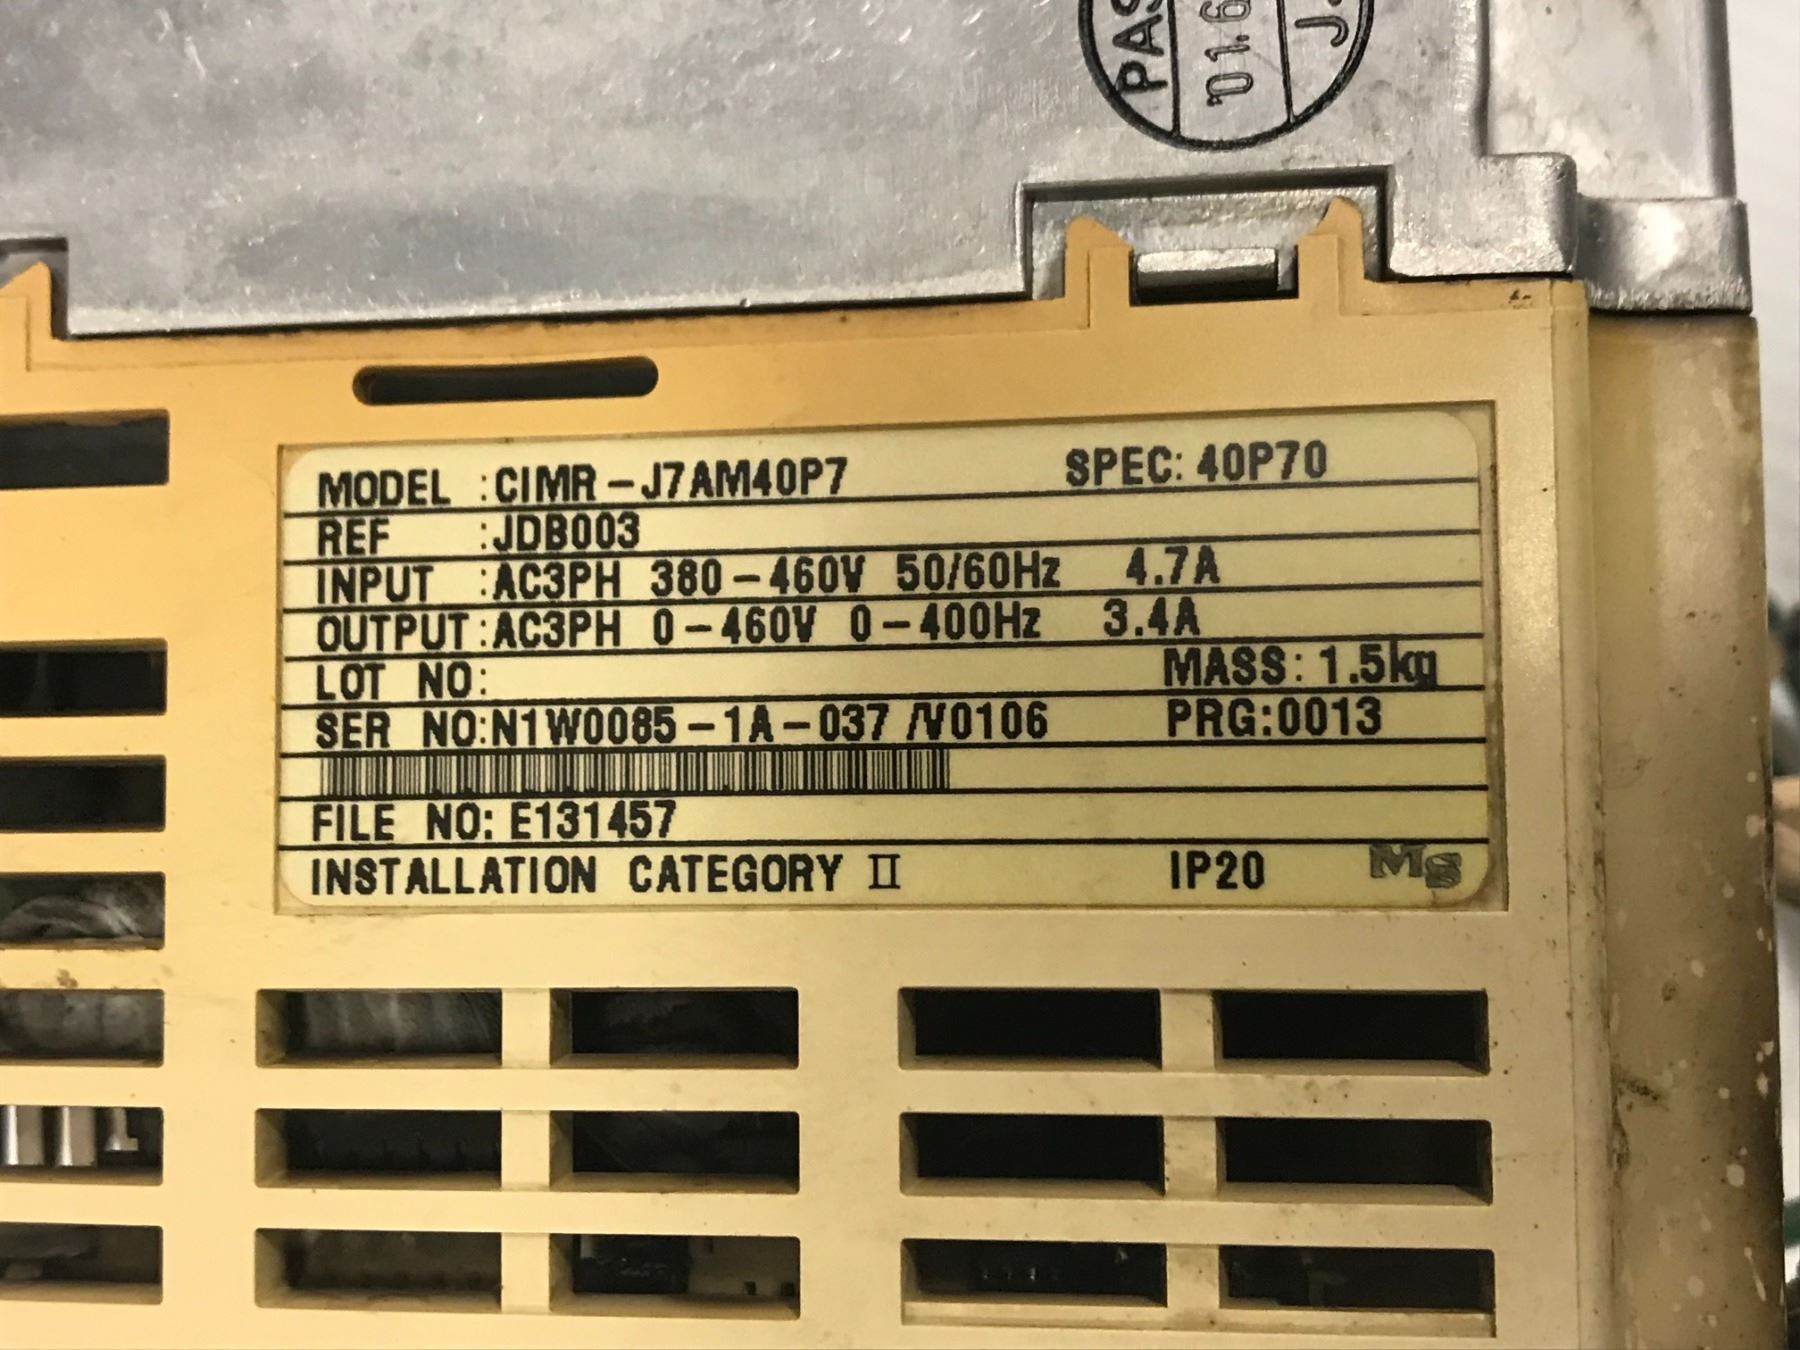 '01.6
MODEL :CIMR-J7AM40P7 SPEC: 40P70
REF :JDB003
INPUT :AC3PH 380-460V 50/60Hz 4.7A
OUTPUT:AC3PH 0-460V 0-400Hz 3.4A
LOT NO: MASS: 1.5kg
SER NO:N1W0085-1A-037 /V0106 PRG:0013
FILE NO: E131457
INSTALLATION CATEGORY II IP20 MS